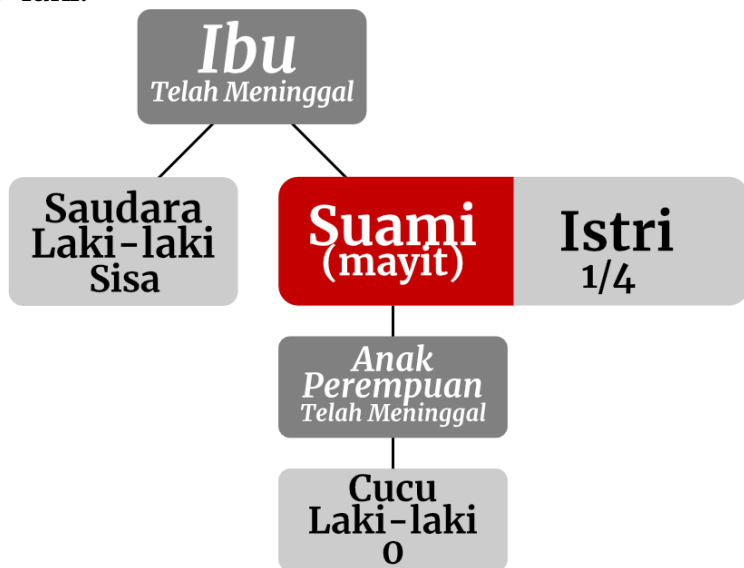 Ibu
Telah Meninggal
Saudara
Laki-laki
Sisa
Suami
(mayit)
Istri
1/4
Anak
Perempuan
Telah Meninggal
Cucu
Laki-laki
0